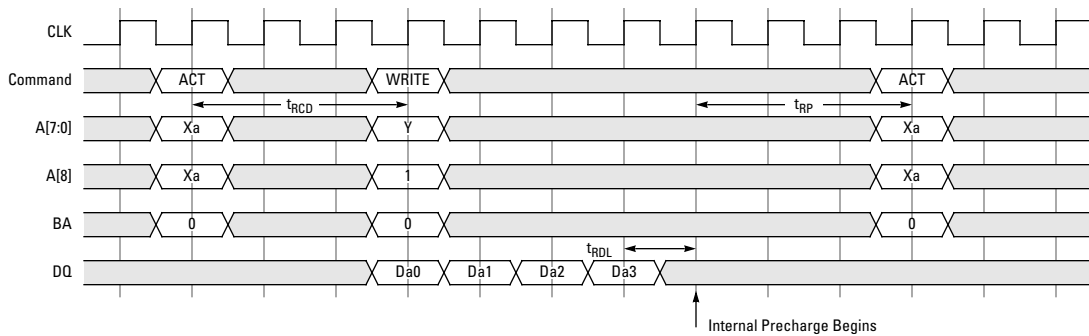 CLK
Command ACT WRITE ACT
tRCD tRP
A[7:0] Xa Y Xa
A[8] Xa 1 Xa
BA 0 0 0
tRDL
DQ Da0 Da1 Da2 Da3
Internal Precharge Begins